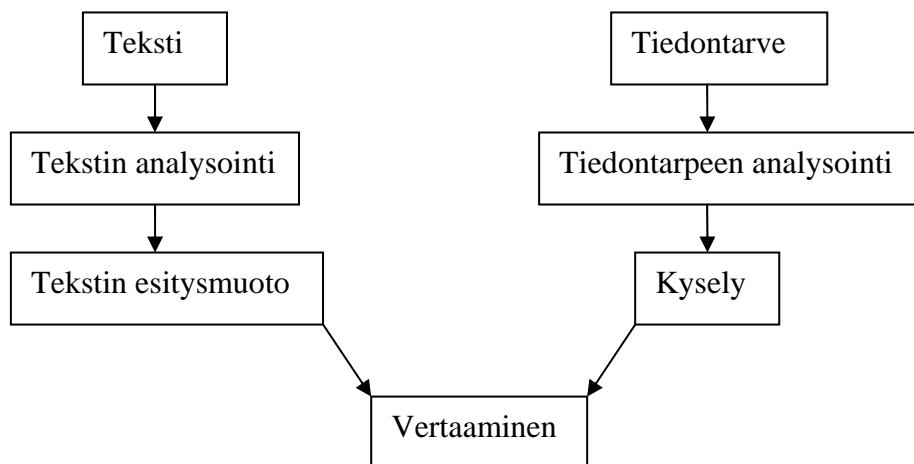 Teksti
Tiedontarve
Tekstin analysointi
Tiedontarpeen analysointi
Tekstin esitysmuoto
Kysely
Vertaaminen